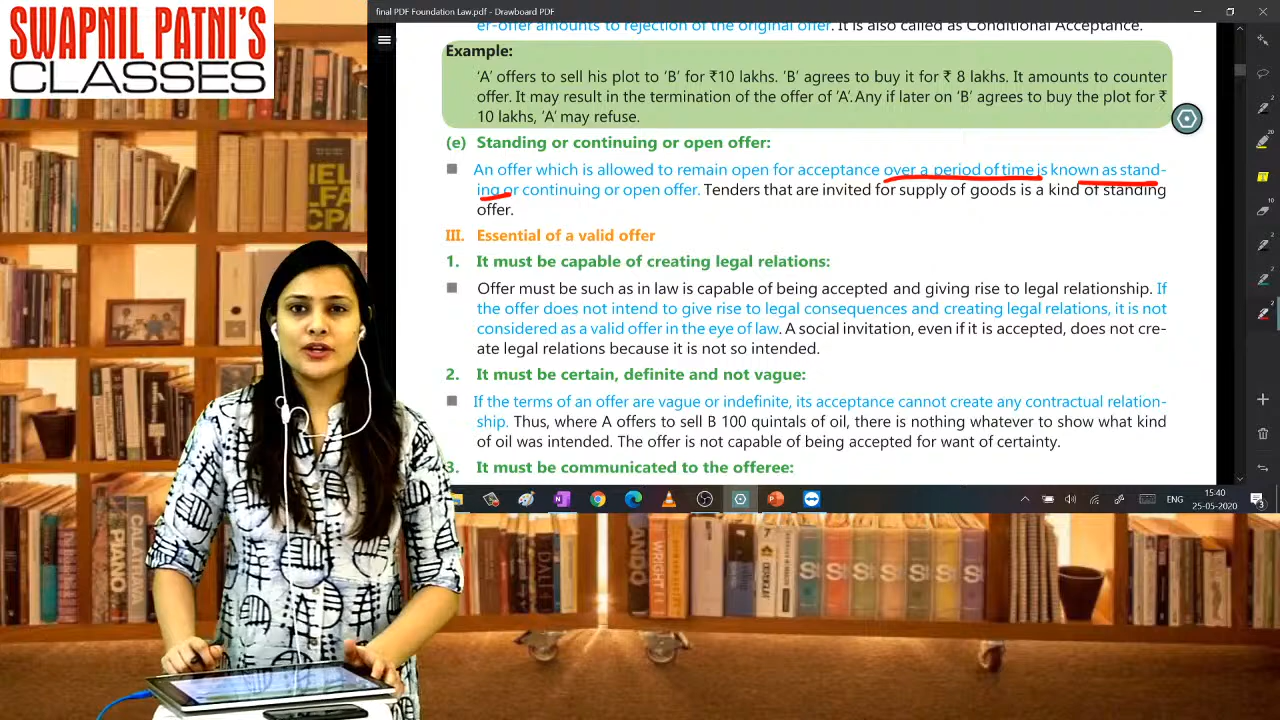 SWAPNIL PATNI'S
CLASSES
final PDF Foundation Law.pdf - Drawboard PDF
er-offer amounts to rejection of the original offer. It is also called as Conditional Acceptance.
Example:
'A' offers to sell his plot to 'B' for ₹10 lakhs. 'B' agrees to buy it for ₹ 8 lakhs. It amounts to counter
offer. It may result in the termination of the offer of 'A'. Any if later on 'B' agrees to buy the plot for ₹
10 lakhs, 'A' may refuse.
(e) Standing or continuing or open offer:
An offer which is allowed to remain open for acceptance over a period of time is known as stand-
ing or continuing or open offer. Tenders that are invited for supply of goods is a kind of standing
offer.
III. Essential of a valid offer
1. It must be capable of creating legal relations:
Offer must be such as in law is capable of being accepted and giving rise to legal relationship. If
the offer does not intend to give rise to legal consequences and creating legal relations, it is not
considered as a valid offer in the eye of law. A social invitation, even if it is accepted, does not cre-
ate legal relations because it is not so intended.
2. It must be certain, definite and not vague:
If the terms of an offer are vague or indefinite, its acceptance cannot create any contractual relation-
ship. Thus, where A offers to sell B 100 quintals of oil, there is nothing whatever to show what kind
of oil was intended. The offer is not capable of being accepted for want of certainty.
3. It must be communicated to the offeree:
ENG
15:40
25-05-2020
PIANO
WRIGHT